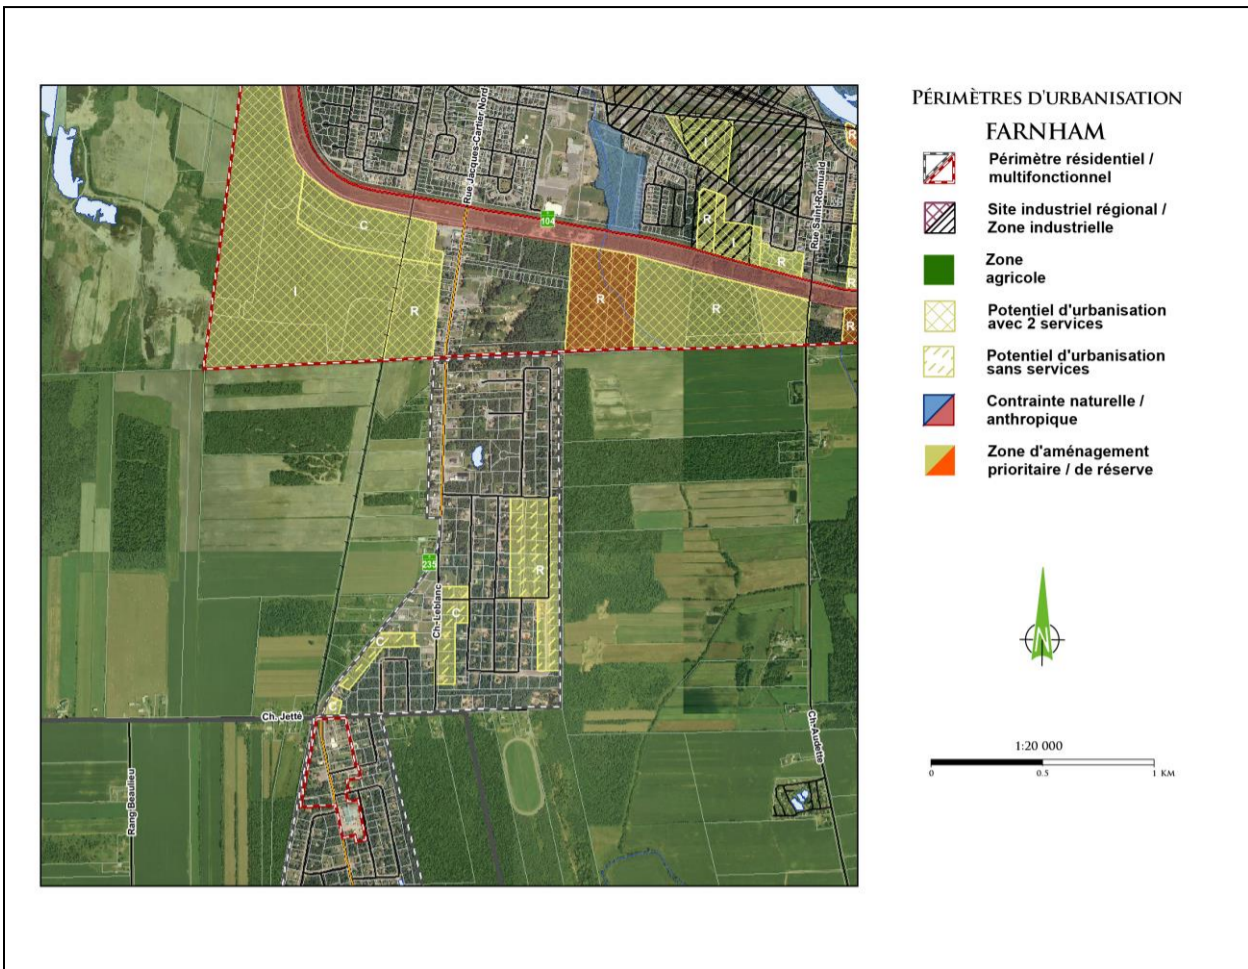 PÉRIMÈTRES D'URBANISATION
FARNHAM
Périmètre résidentiel /
multifonctionnel
Site industriel régional /
Zone industrielle
Zone
agricole
Potentiel d'urbanisation
avec 2 services
Potentiel d'urbanisation
sans services
Contrainte naturelle /
anthropique
Zone d'aménagement
prioritaire / de réserve
N
1:20 000
0 0.5 1 KM
Rue Jacques-Cartier Nord
Rue Saint-Romuald
104
I
R
I
R
R
R
C
I
R
R
R
R
235
R
Ch. Leblanc
C
C
C
Ch. Jetté
Rang Beaulieu
Ch. Audette